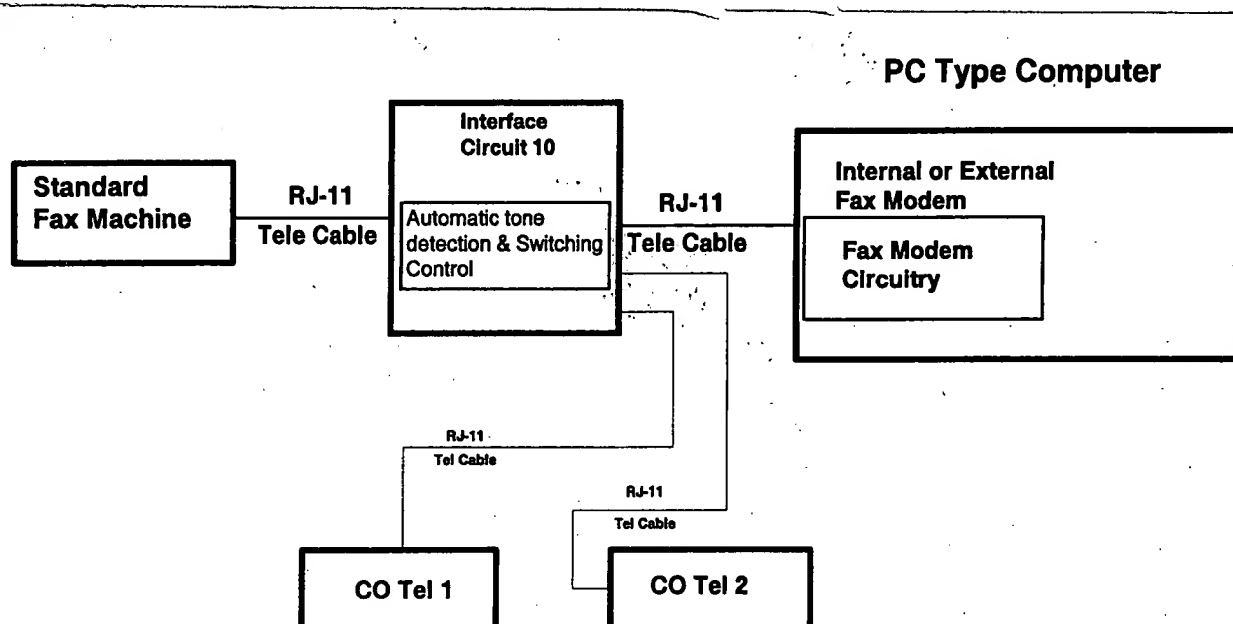 PC Type Computer
Interface
Circuit 10
Standard
Fax Machine
RJ-11
Tele Cable
Automatic tone
detection & Switching
Control
RJ-11
Tele Cable
Internal or External
Fax Modem
Fax Modem
Circuitry
RJ-11
Tel Cable
RJ-11
Tel Cable
CO Tel 1
CO Tel 2